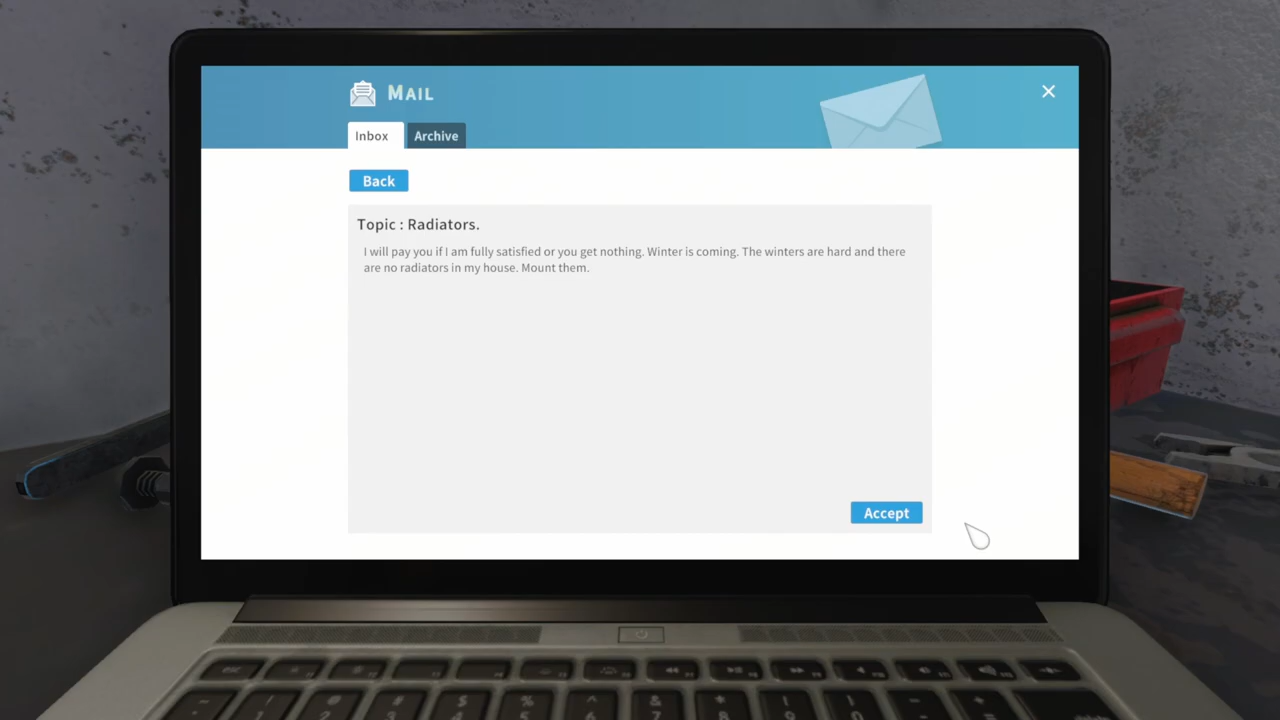 MAIL
Inbox
Archive
Back
Topic : Radiators.
I will pay you if I am fully satisfied or you get nothing. Winter is coming. The winters are hard and there
are no radiators in my house. Mount them.
Accept
esc